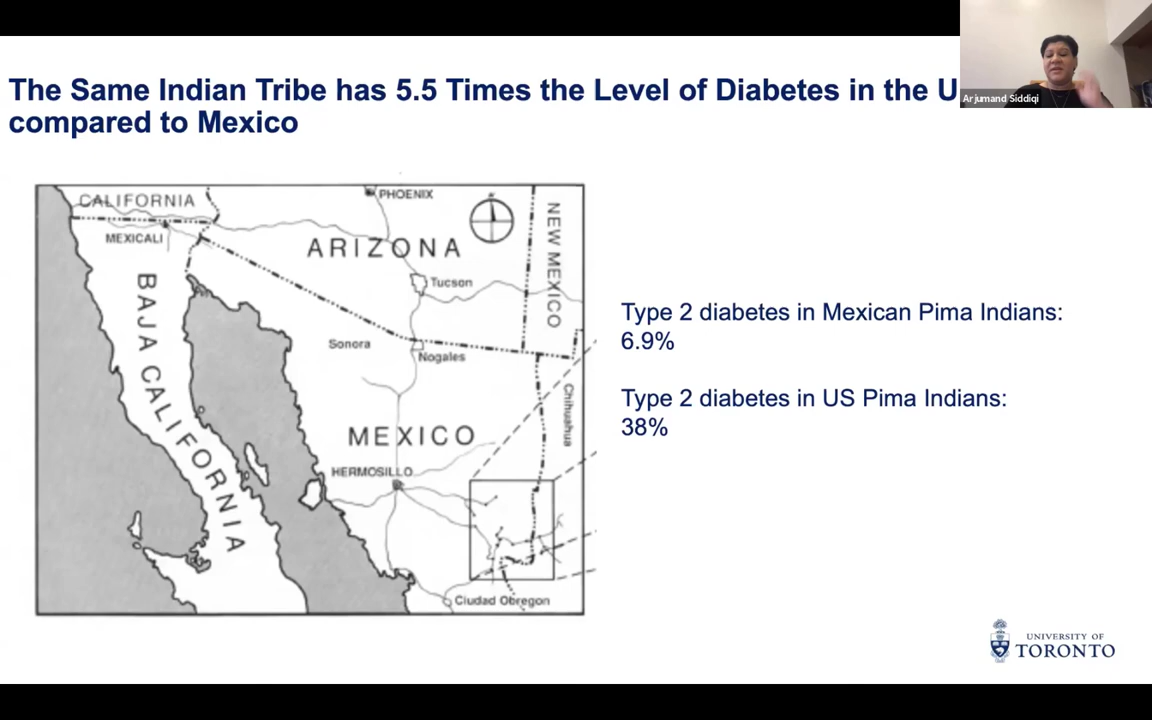 The Same Indian Tribe has 5.5 Times the Level of Diabetes in the U
compared to Mexico
Arjumand Siddiqi
CALIFORNIA
PHOENIX
N
MEXICALI
ARIZONA
NEW MEXICO
Tucson
BAJA CALIFORNIA
Sonora
Nogales
Chihuahua
MEXICO
HERMOSILLO
Ciudad Obregon
Type 2 diabetes in Mexican Pima Indians:
6.9%
Type 2 diabetes in US Pima Indians:
38%
UNIVERSITY OF
TORONTO